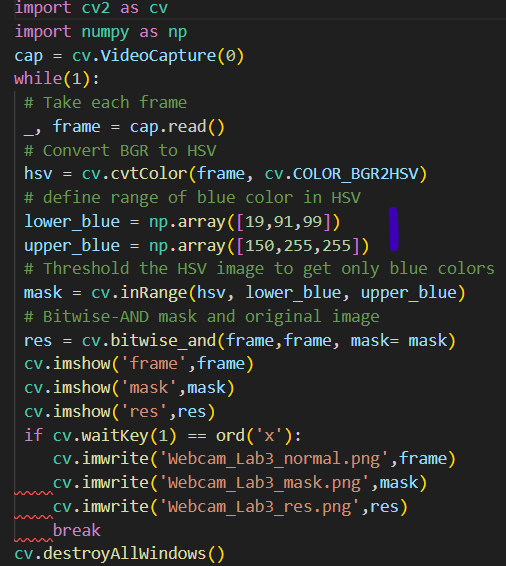 import cv2 as cv
import numpy as np
cap = cv.VideoCapture(0)
while(1):
 # Take each frame
 _, frame = cap.read()
 # Convert BGR to HSV
 hsv = cv.cvtColor(frame, cv.COLOR_BGR2HSV)
 # define range of blue color in HSV
 lower_blue = np.array([19,91,99])
 upper_blue = np.array([150,255,255])
 # Threshold the HSV image to get only blue colors
 mask = cv.inRange(hsv, lower_blue, upper_blue)
 # Bitwise-AND mask and original image
 res = cv.bitwise_and(frame,frame, mask= mask)
 cv.imshow('frame',frame)
 cv.imshow('mask',mask)
 cv.imshow('res',res)
 if cv.waitKey(1) == ord('x'):
    cv.imwrite('Webcam_Lab3_normal.png',frame)
    cv.imwrite('Webcam_Lab3_mask.png',mask)
    cv.imwrite('Webcam_Lab3_res.png',res)
    break
cv.destroyAllWindows()